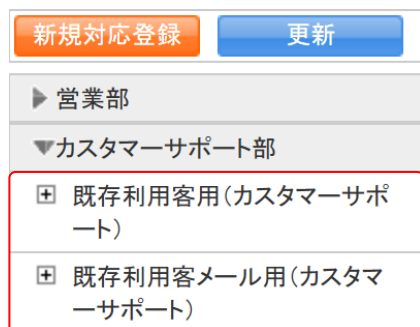 新規対応登録 更新
営業部
カスタマーサポート部
既存利用客用(カスタマーサポ
ート)
既存利用客メール用(カスタマ
ーサポート)